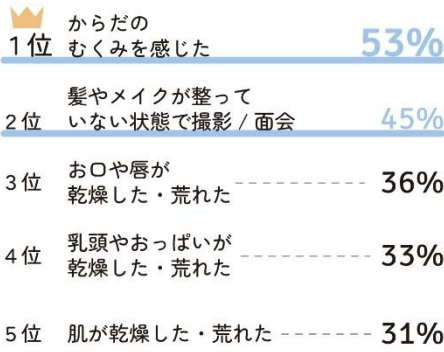 からだの
1位 むくみを感じた 53%
髪やメイクが整って
2位 いない状態で撮影 / 面会 45%
お口や唇が
3位 乾燥した・荒れた 36%
乳頭やおっぱいが
4位 乾燥した・荒れた 33%
5位 肌が乾燥した・荒れた 31%